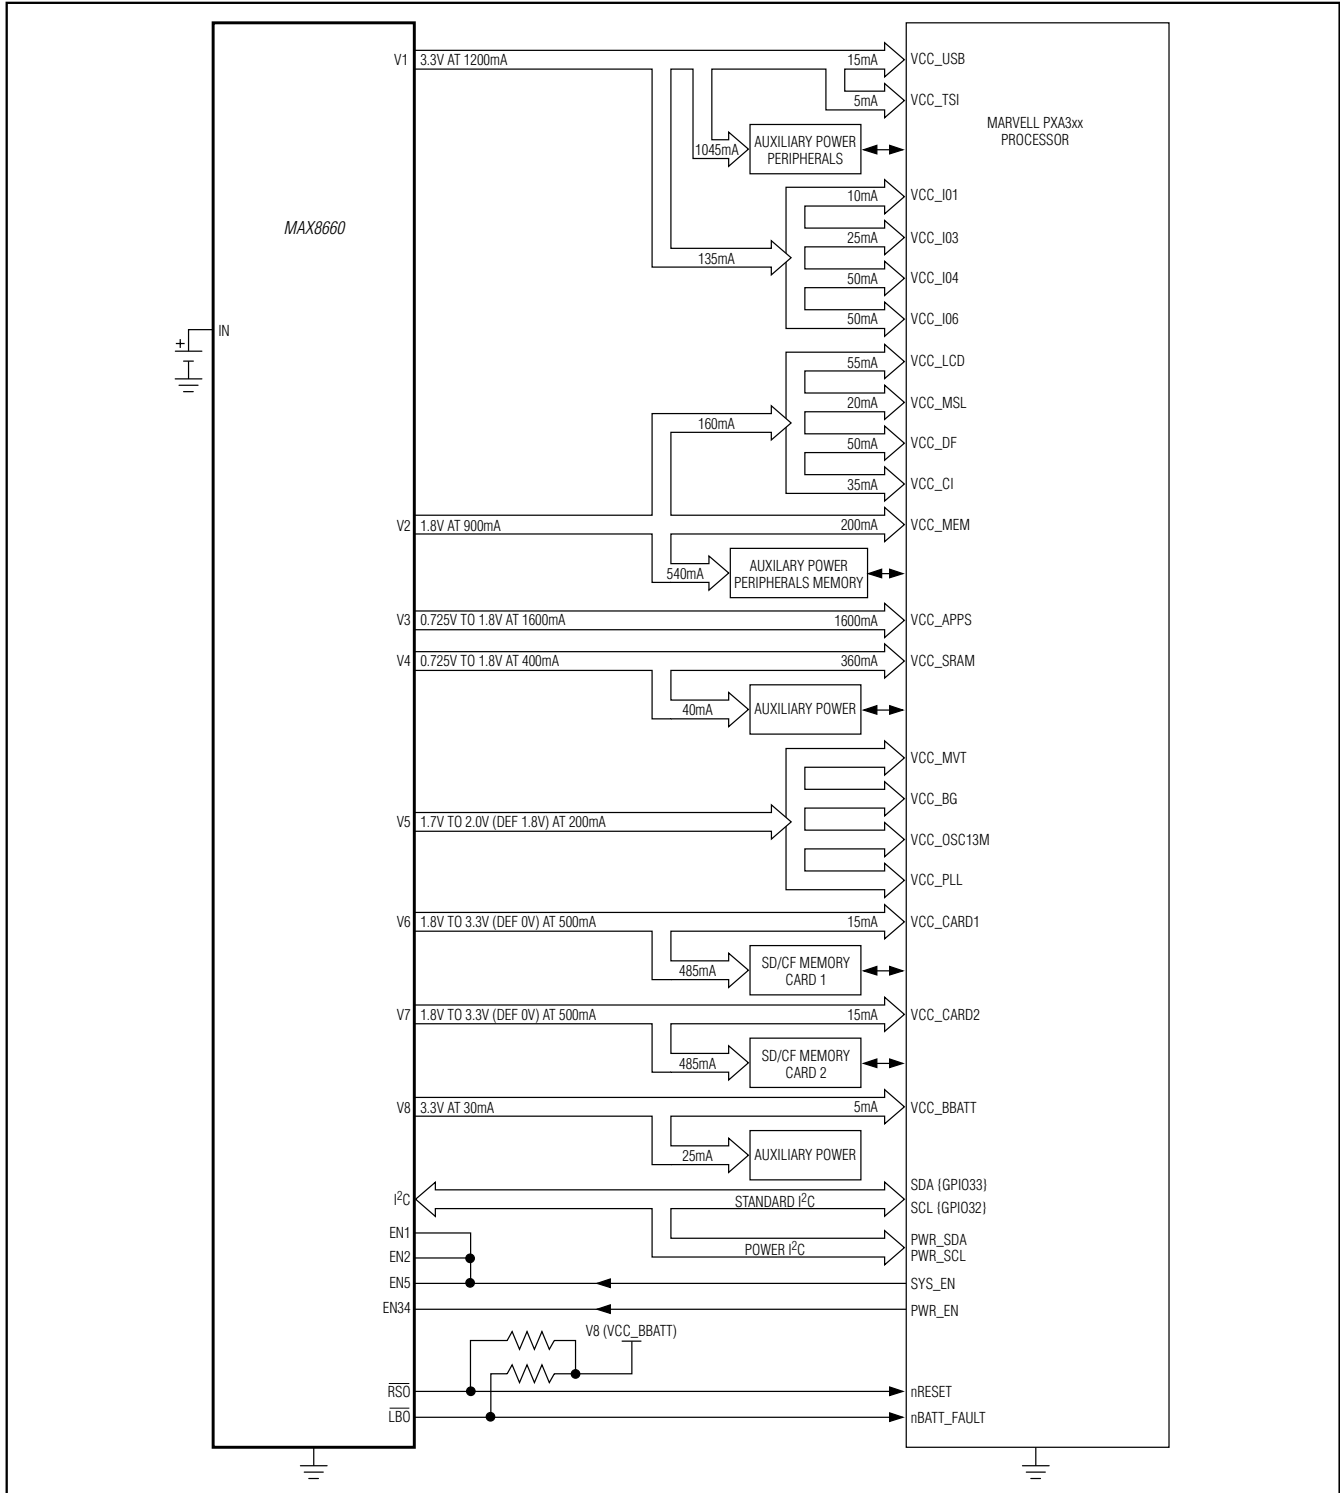 V1 3.3V AT 1200mA 15mA VCC_USB
5mA VCC_TSI
MARVELL PXA3xx
PROCESSOR
1045mA AUXILIARY POWER
PERIPHERALS
10mA VCC_I01
MAX8660
25mA VCC_I03
135mA
50mA VCC_I04
50mA VCC_I06
IN
+
55mA VCC_LCD
20mA VCC_MSL
160mA
50mA VCC_DF
35mA VCC_CI
V2 1.8V AT 900mA 200mA VCC_MEM
540mA AUXILARY POWER
PERIPHERALS MEMORY
V3 0.725V TO 1.8V AT 1600mA 1600mA VCC_APPS
V4 0.725V TO 1.8V AT 400mA 360mA VCC_SRAM
40mA AUXILIARY POWER
VCC_MVT
VCC_BG
V5 1.7V TO 2.0V (DEF 1.8V) AT 200mA
VCC_OSC13M
VCC_PLL
V6 1.8V TO 3.3V (DEF 0V) AT 500mA 15mA VCC_CARD1
485mA SD/CF MEMORY
CARD 1
V7 1.8V TO 3.3V (DEF 0V) AT 500mA 15mA VCC_CARD2
485mA SD/CF MEMORY
CARD 2
V8 3.3V AT 30mA 5mA VCC_BBATT
25mA AUXILIARY POWER
SDA {GPIO33}
I²C STANDARD I²C
SCL {GPIO32}
EN1
PWR_SDA
POWER I²C
PWR_SCL
EN2
EN5 SYS_EN
EN34 PWR_EN
V8 (VCC_BBATT)
RSO nRESET
LBO nBATT_FAULT